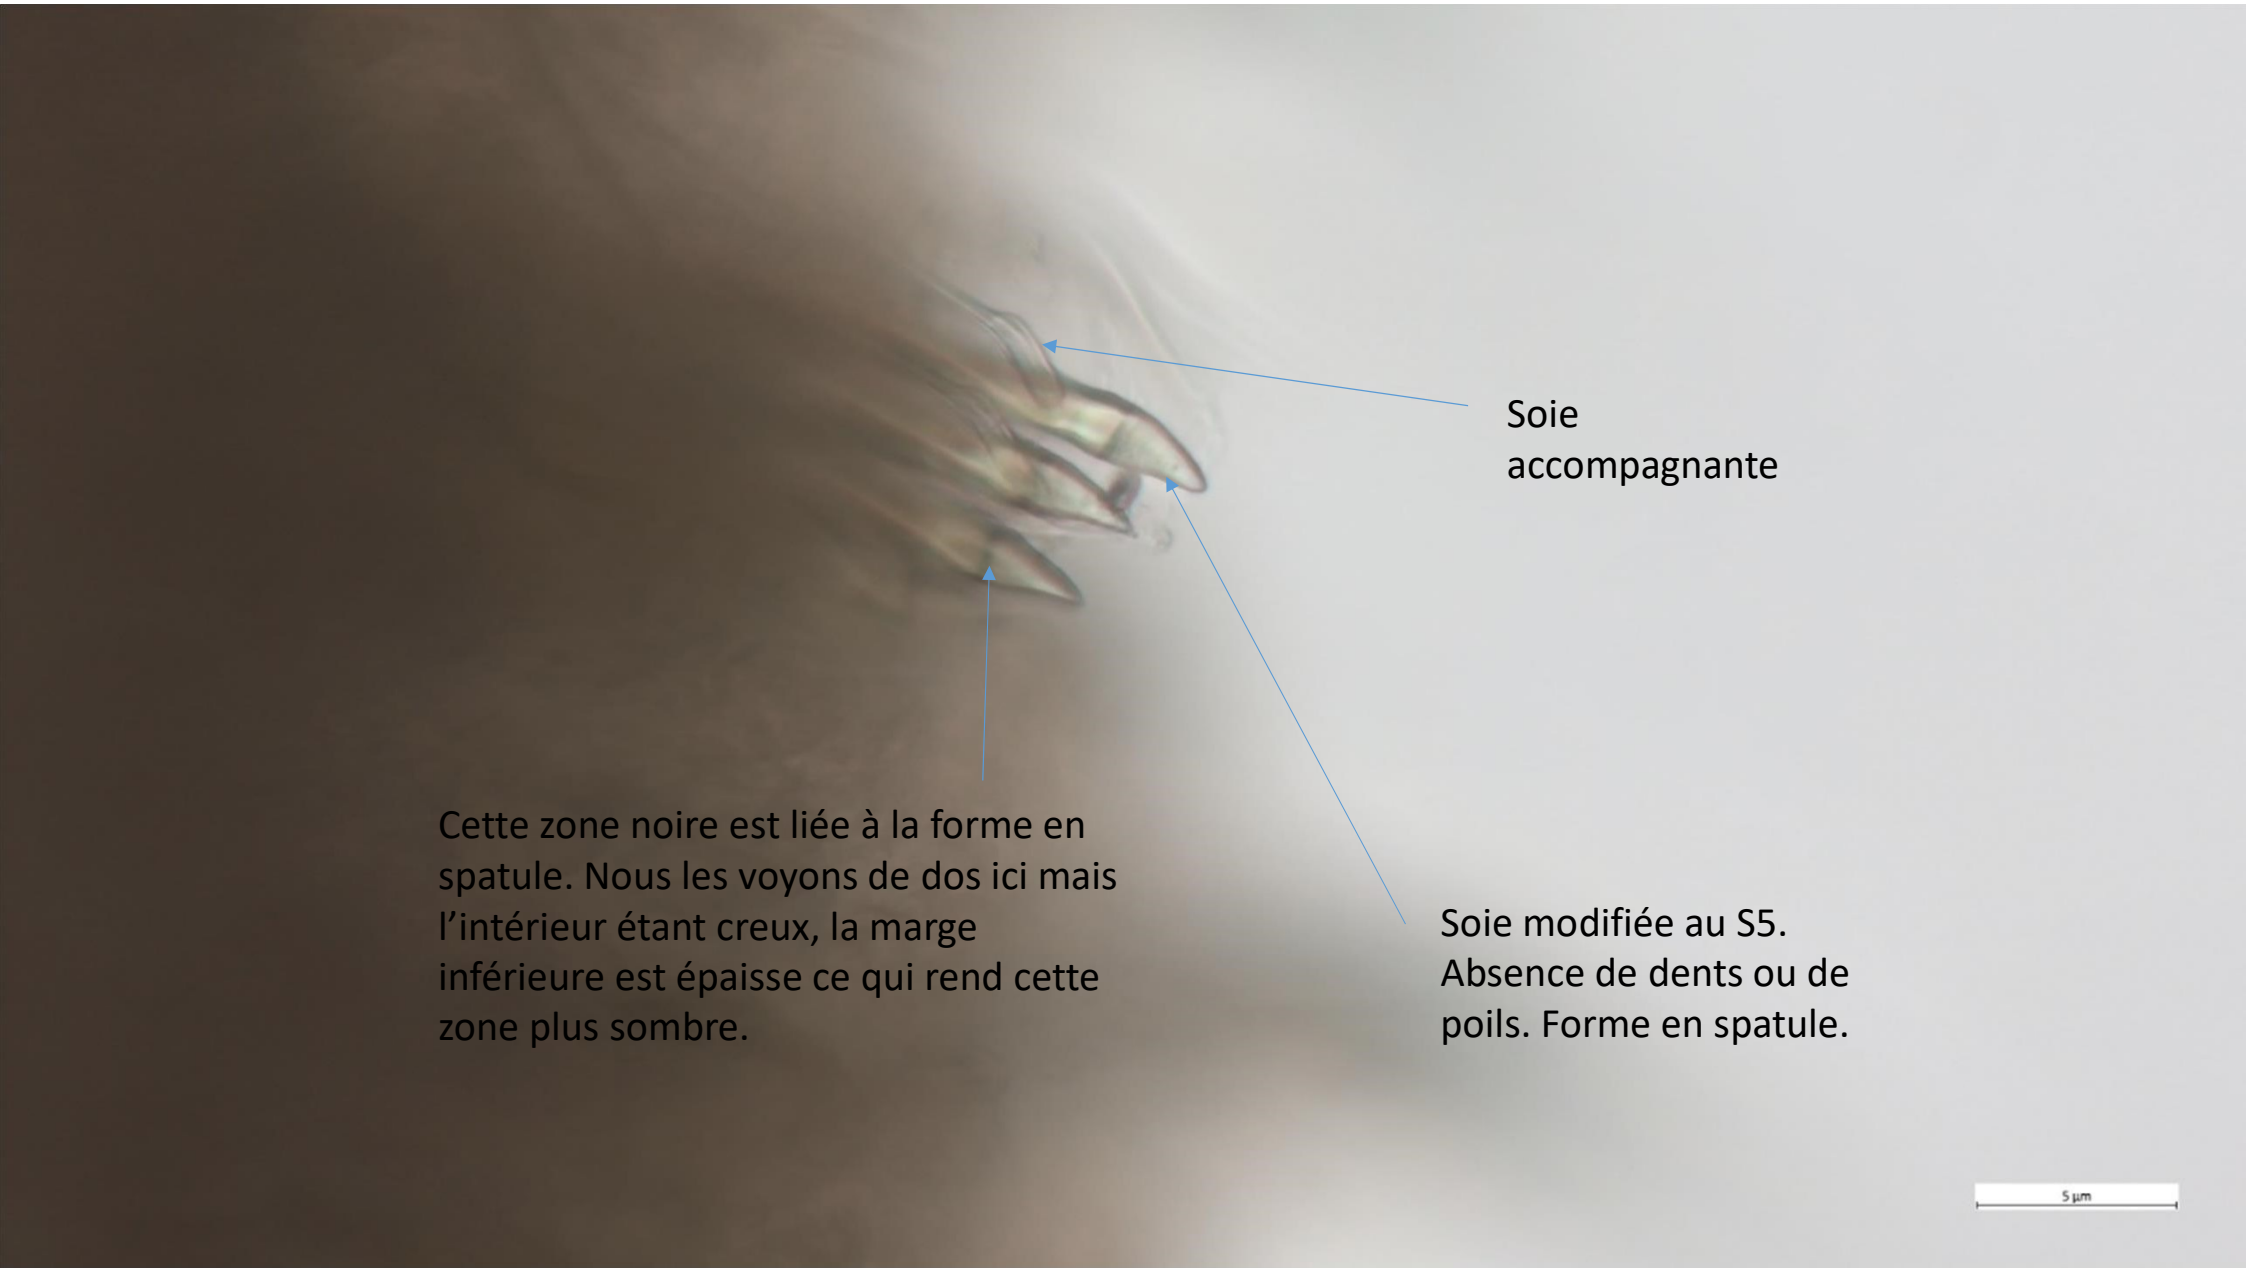 Soie
accompagnante
Cette zone noire est liée à la forme en
spatule. Nous les voyons de dos ici mais
l’intérieur étant creux, la marge
inférieure est épaisse ce qui rend cette
zone plus sombre.
Soie modifiée au S5.
Absence de dents ou de
poils. Forme en spatule.
5 µm